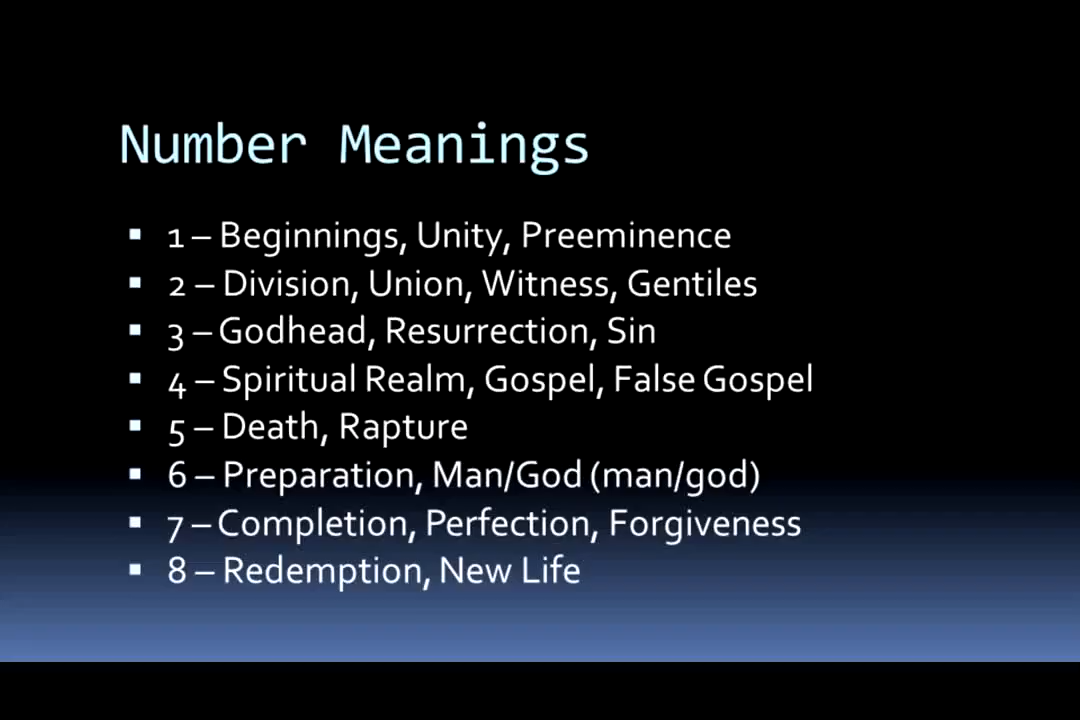 Number Meanings
▪ 1 – Beginnings, Unity, Preeminence
▪ 2 – Division, Union, Witness, Gentiles
▪ 3 – Godhead, Resurrection, Sin
▪ 4 – Spiritual Realm, Gospel, False Gospel
▪ 5 – Death, Rapture
▪ 6 – Preparation, Man/God (man/god)
▪ 7 – Completion, Perfection, Forgiveness
▪ 8 – Redemption, New Life